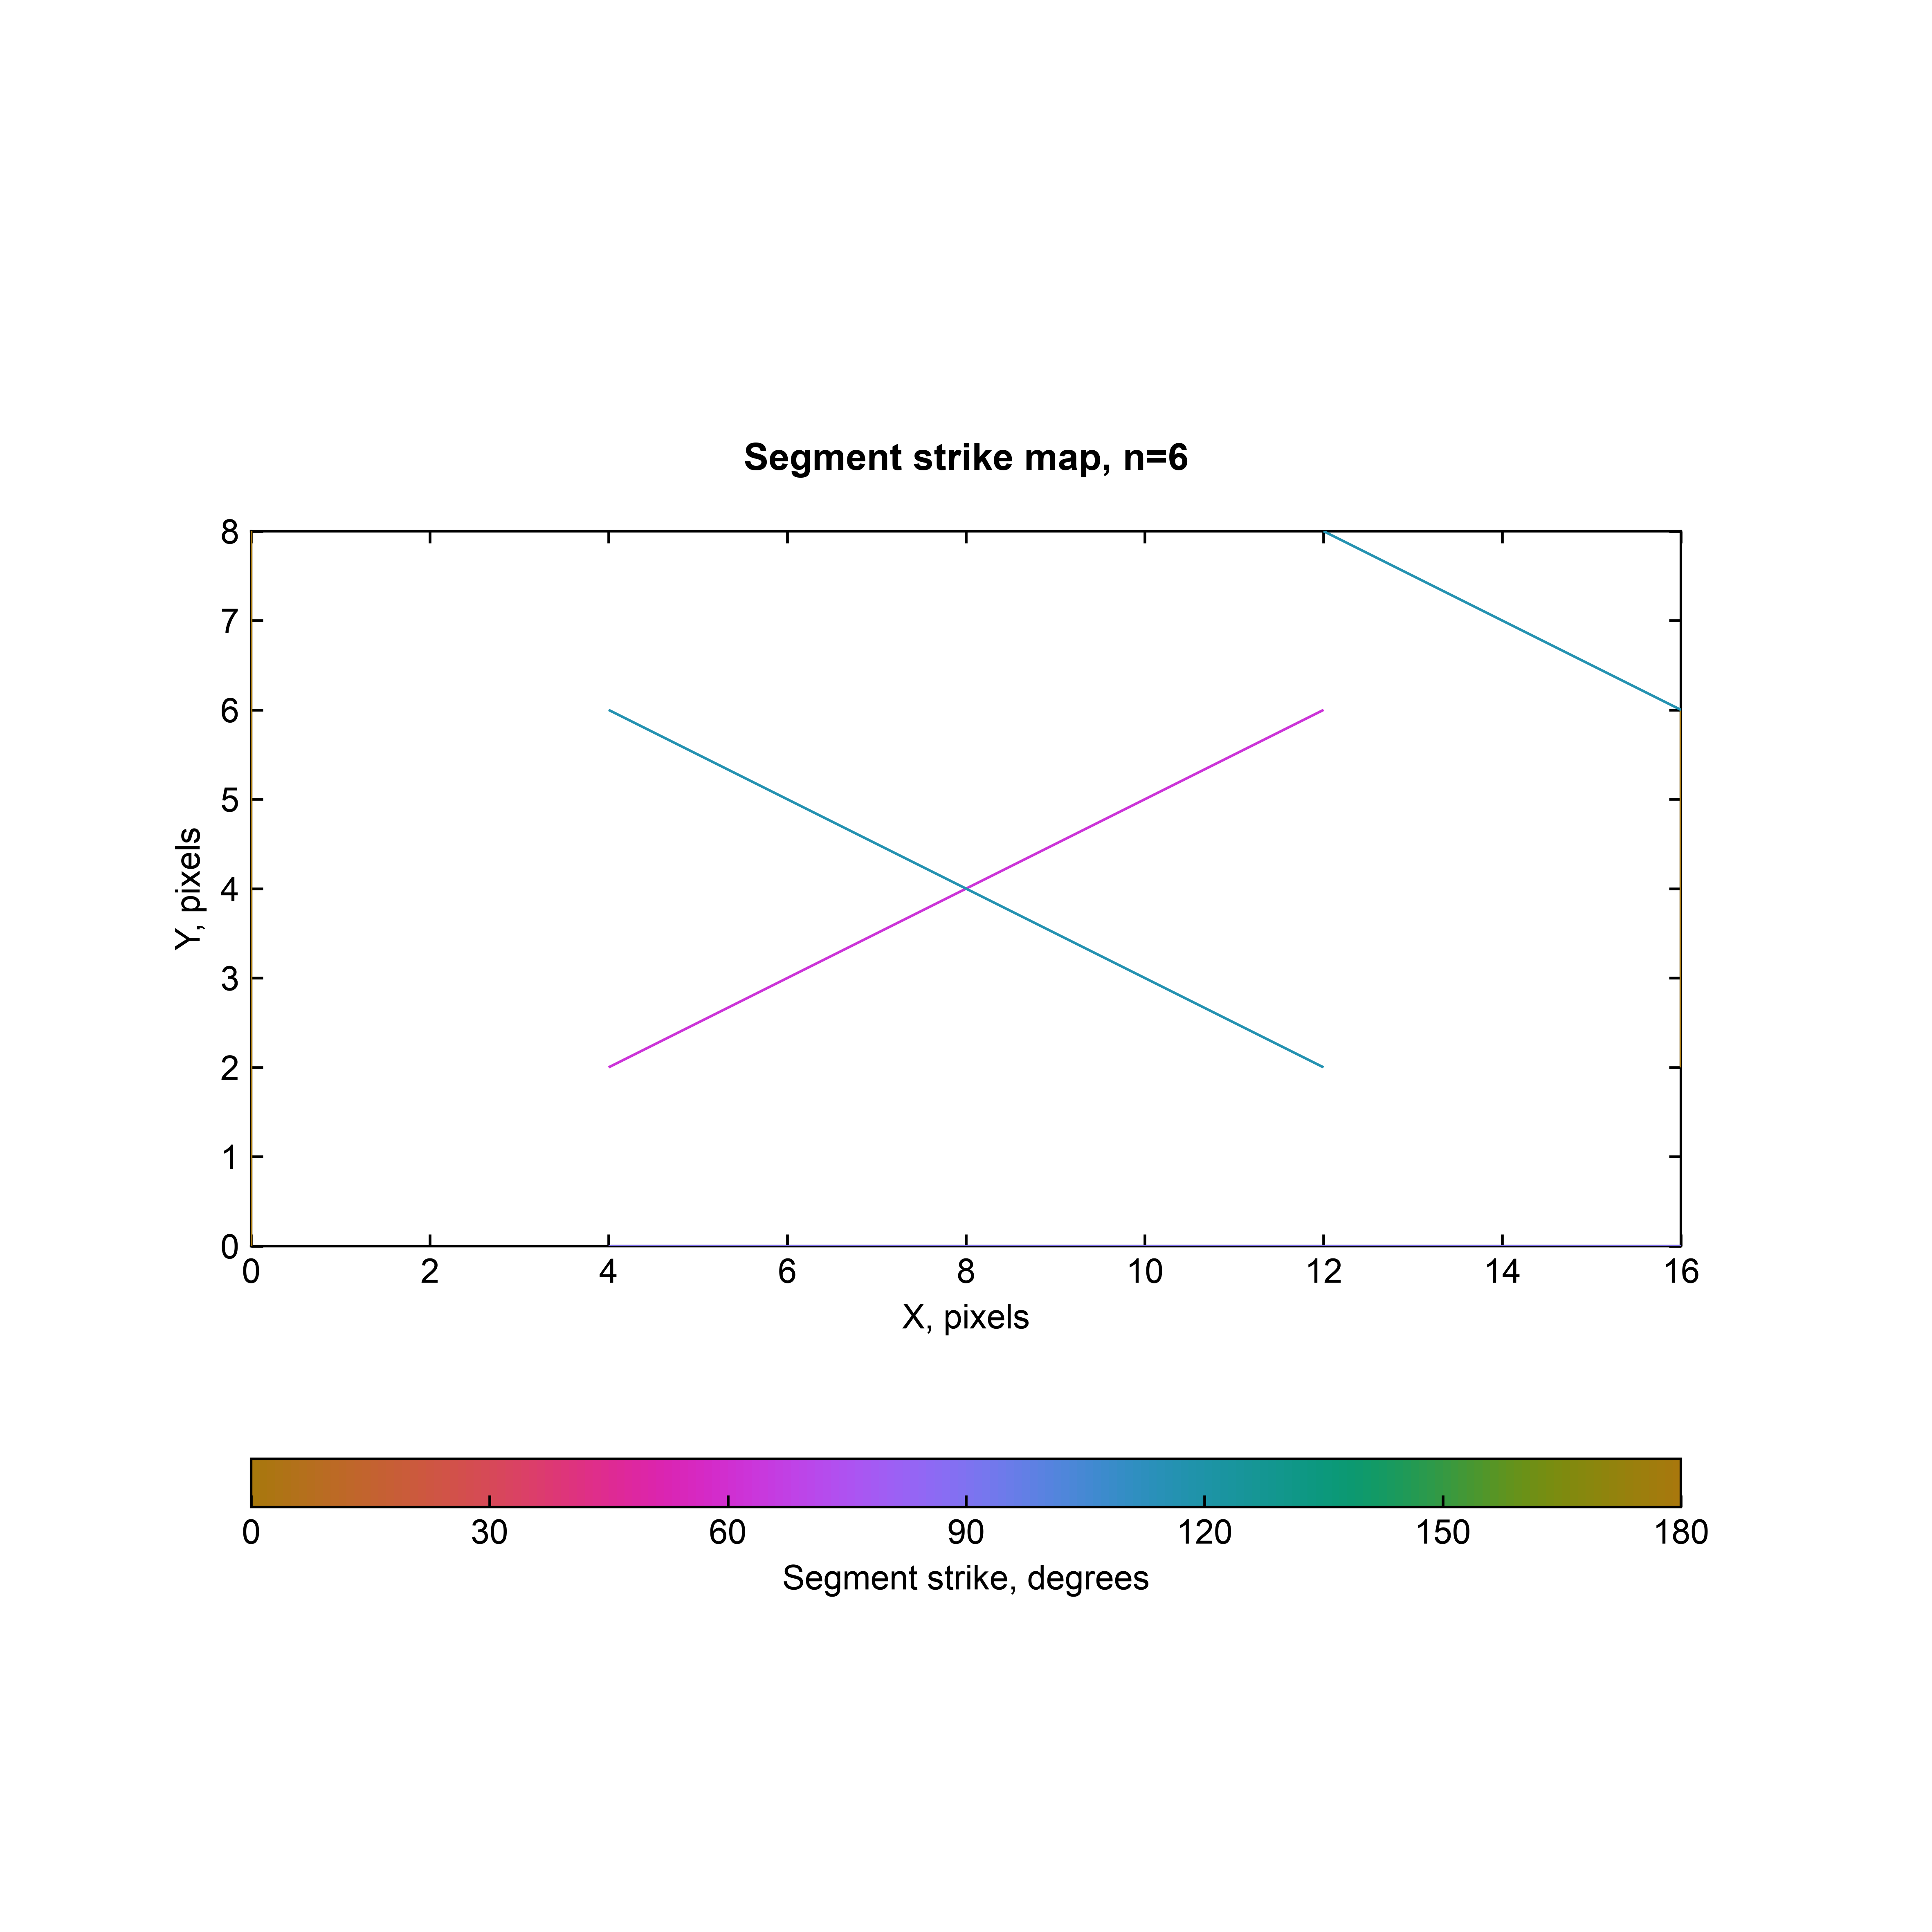 Segment strike map, n=6
8
7
6
5
4
3
2
1
0
Y, pixels
0 2 4 6 8 10 12 14 16
X, pixels
0 30 60 90 120 150 180
Segment strike, degrees